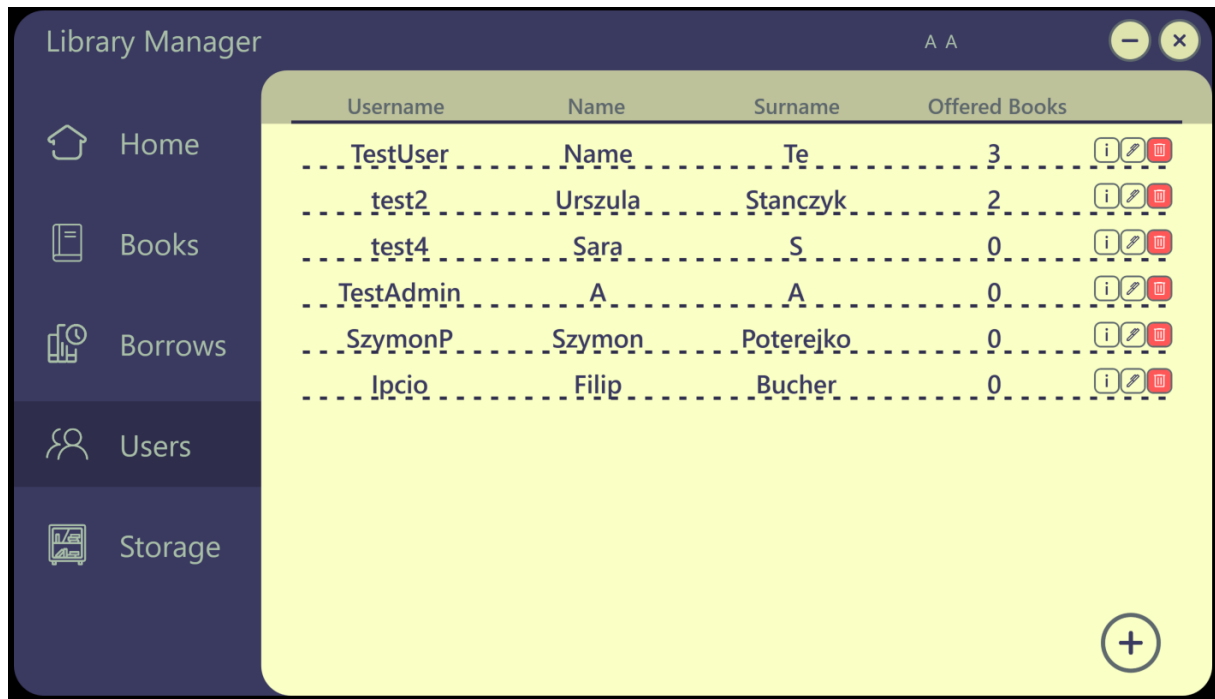 Library Manager
A A
Home
Books
Borrows
Users
Storage
Username Name Surname Offered Books
TestUser Name Te 3
test2 Urszula Stanczyk 2
test4 Sara S 0
TestAdmin A A 0
SzymonP Szymon Poterejko 0
Ipcio Filip Bucher 0